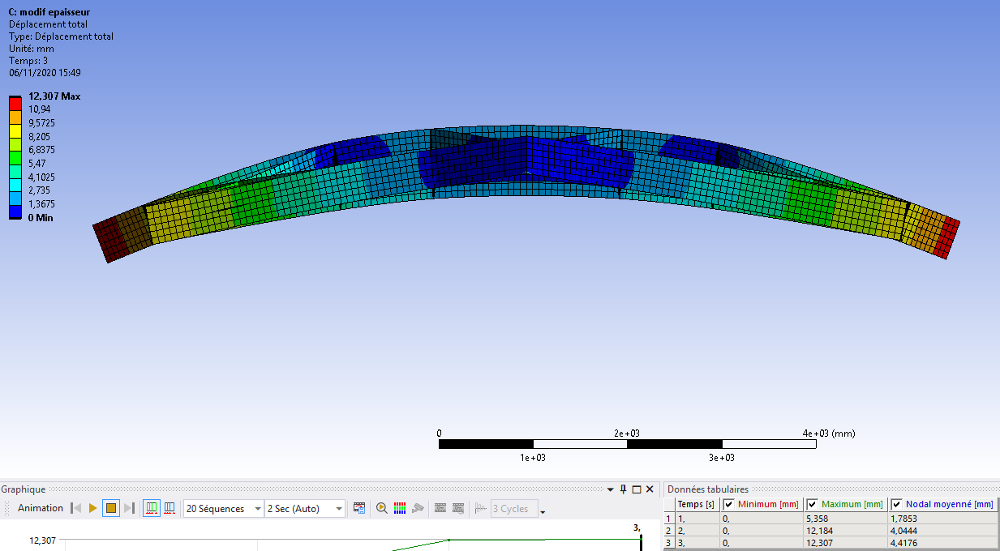 C: modif epaisseur
Déplacement total
Type: Déplacement total
Unité: mm
Temps: 3
06/11/2020 15:49
12,307 Max
10,94
9,5725
8,205
6,8375
5,47
4,1025
2,735
1,3675
0 Min
0 2e+03 4e+03 (mm)
1e+03 3e+03
Graphique
Animation 20 Séquences 2 Sec (Auto) 3 Cycles
3,
12,307
Données tabulaires
Temps [s] Minimum [mm] Maximum [mm] Nodal moyenné [mm]
1 1, 0, 5,358 1,7853
2 2, 0, 12,184 4,0444
3 3, 0, 12,307 4,4176